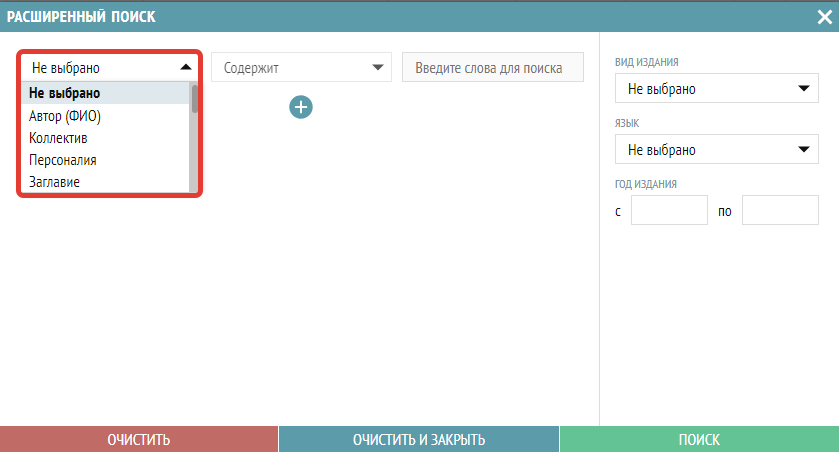 РАСШИРЕННЫЙ ПОИСК
Не выбрано
Содержит
Введите слова для поиска
Не выбрано
Автор (ФИО)
Коллектив
Персоналия
Заглавие
ВИД ИЗДАНИЯ
Не выбрано
ЯЗЫК
Не выбрано
ГОД ИЗДАНИЯ
с
по
ОЧИСТИТЬ
ОЧИСТИТЬ И ЗАКРЫТЬ
ПОИСК